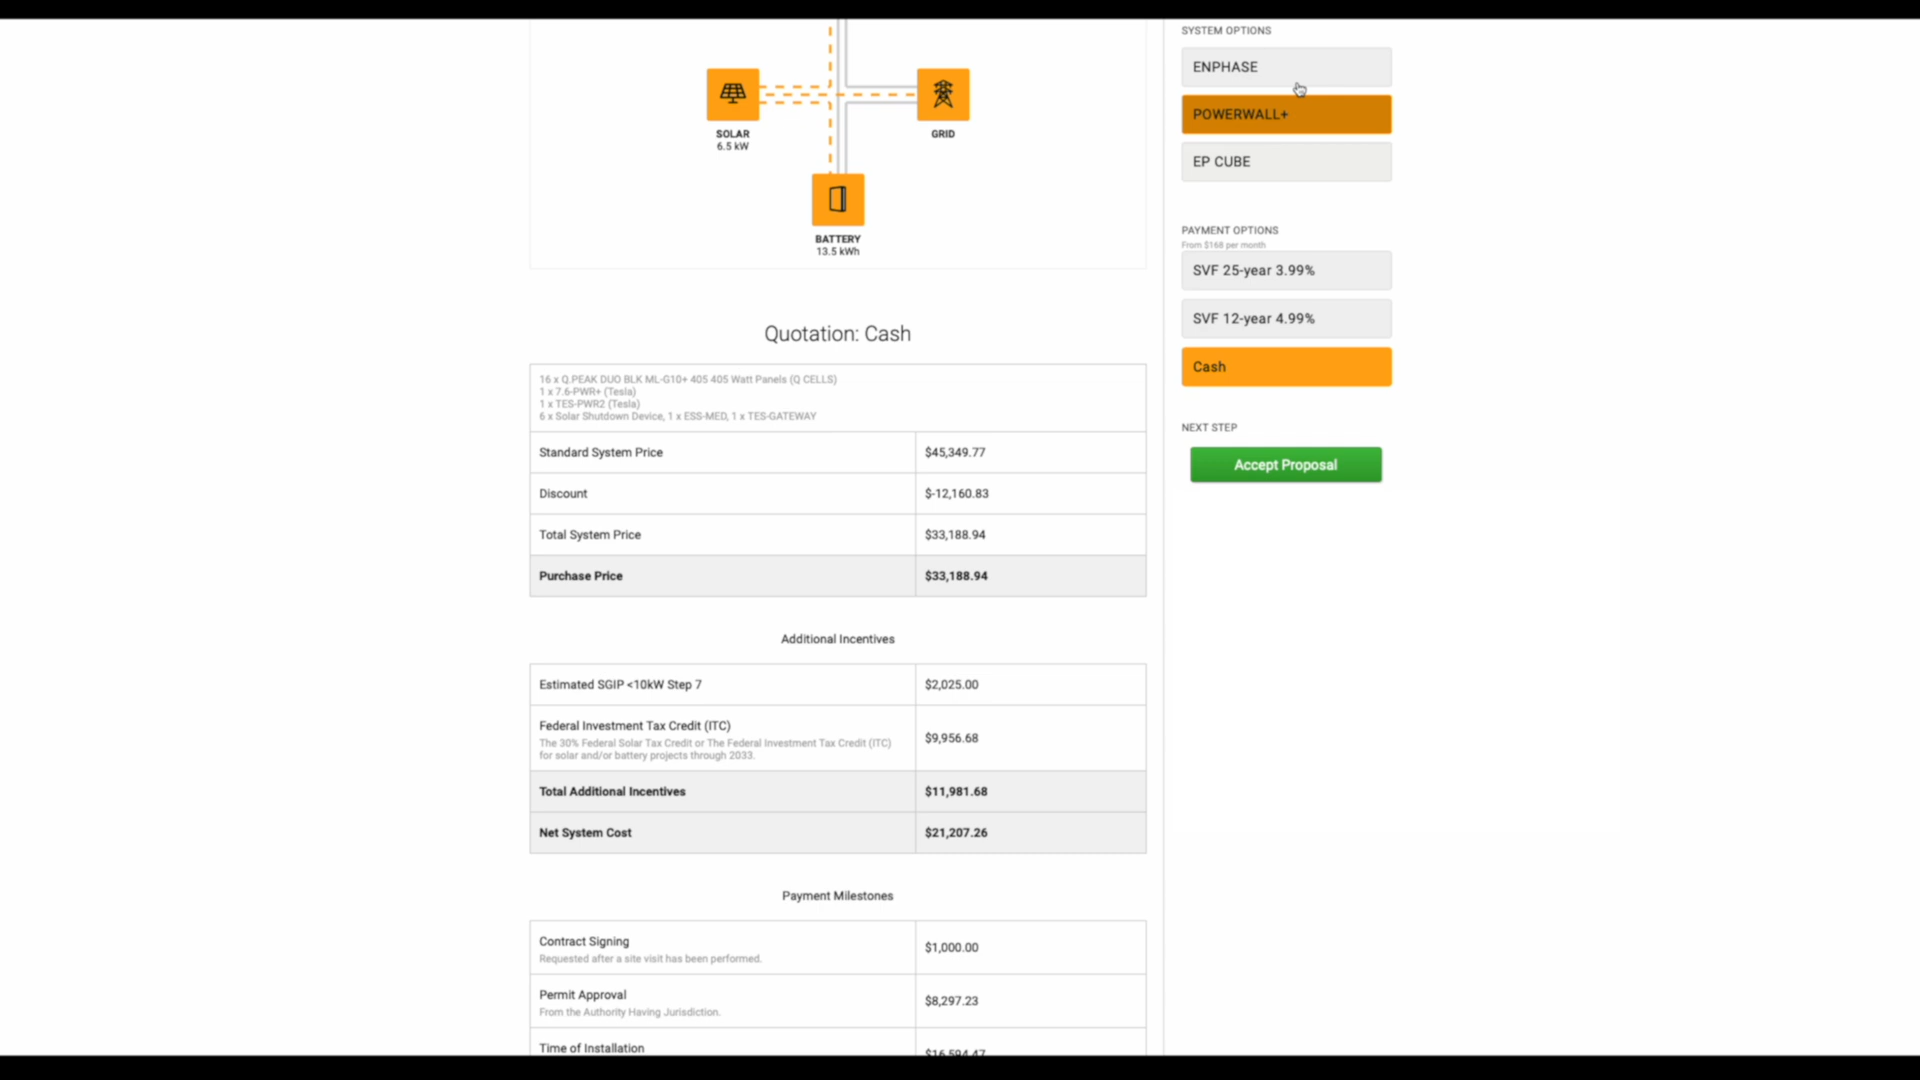 SOLAR
6.5 kW
GRID
BATTERY
13.5 kWh
Quotation: Cash
16 x Q.PEAK DUO BLK ML-G10+ 405 405 Watt Panels (Q CELLS)
1 x 7.6-PWR+ (Tesla)
1 x TES-PWR2 (Tesla)
6 x Solar Shutdown Device, 1 x ESS-MED, 1 x TES-GATEWAY
Standard System Price $45,349.77
Discount $-12,160.83
Total System Price $33,188.94
Purchase Price $33,188.94
Additional Incentives
Estimated SGIP <10kW Step 7 $2,025.00
Federal Investment Tax Credit (ITC)
The 30% Federal Solar Tax Credit or The Federal Investment Tax Credit (ITC)
for solar and/or battery projects through 2033.
$9,956.68
Total Additional Incentives $11,981.68
Net System Cost $21,207.26
Payment Milestones
Contract Signing
Requested after a site visit has been performed.
$1,000.00
Permit Approval
From the Authority Having Jurisdiction.
$8,297.23
Time of Installation
$16,594.47
SYSTEM OPTIONS
ENPHASE
POWERWALL+
EP CUBE
PAYMENT OPTIONS
From $168 per month
SVF 25-year 3.99%
SVF 12-year 4.99%
Cash
NEXT STEP
Accept Proposal